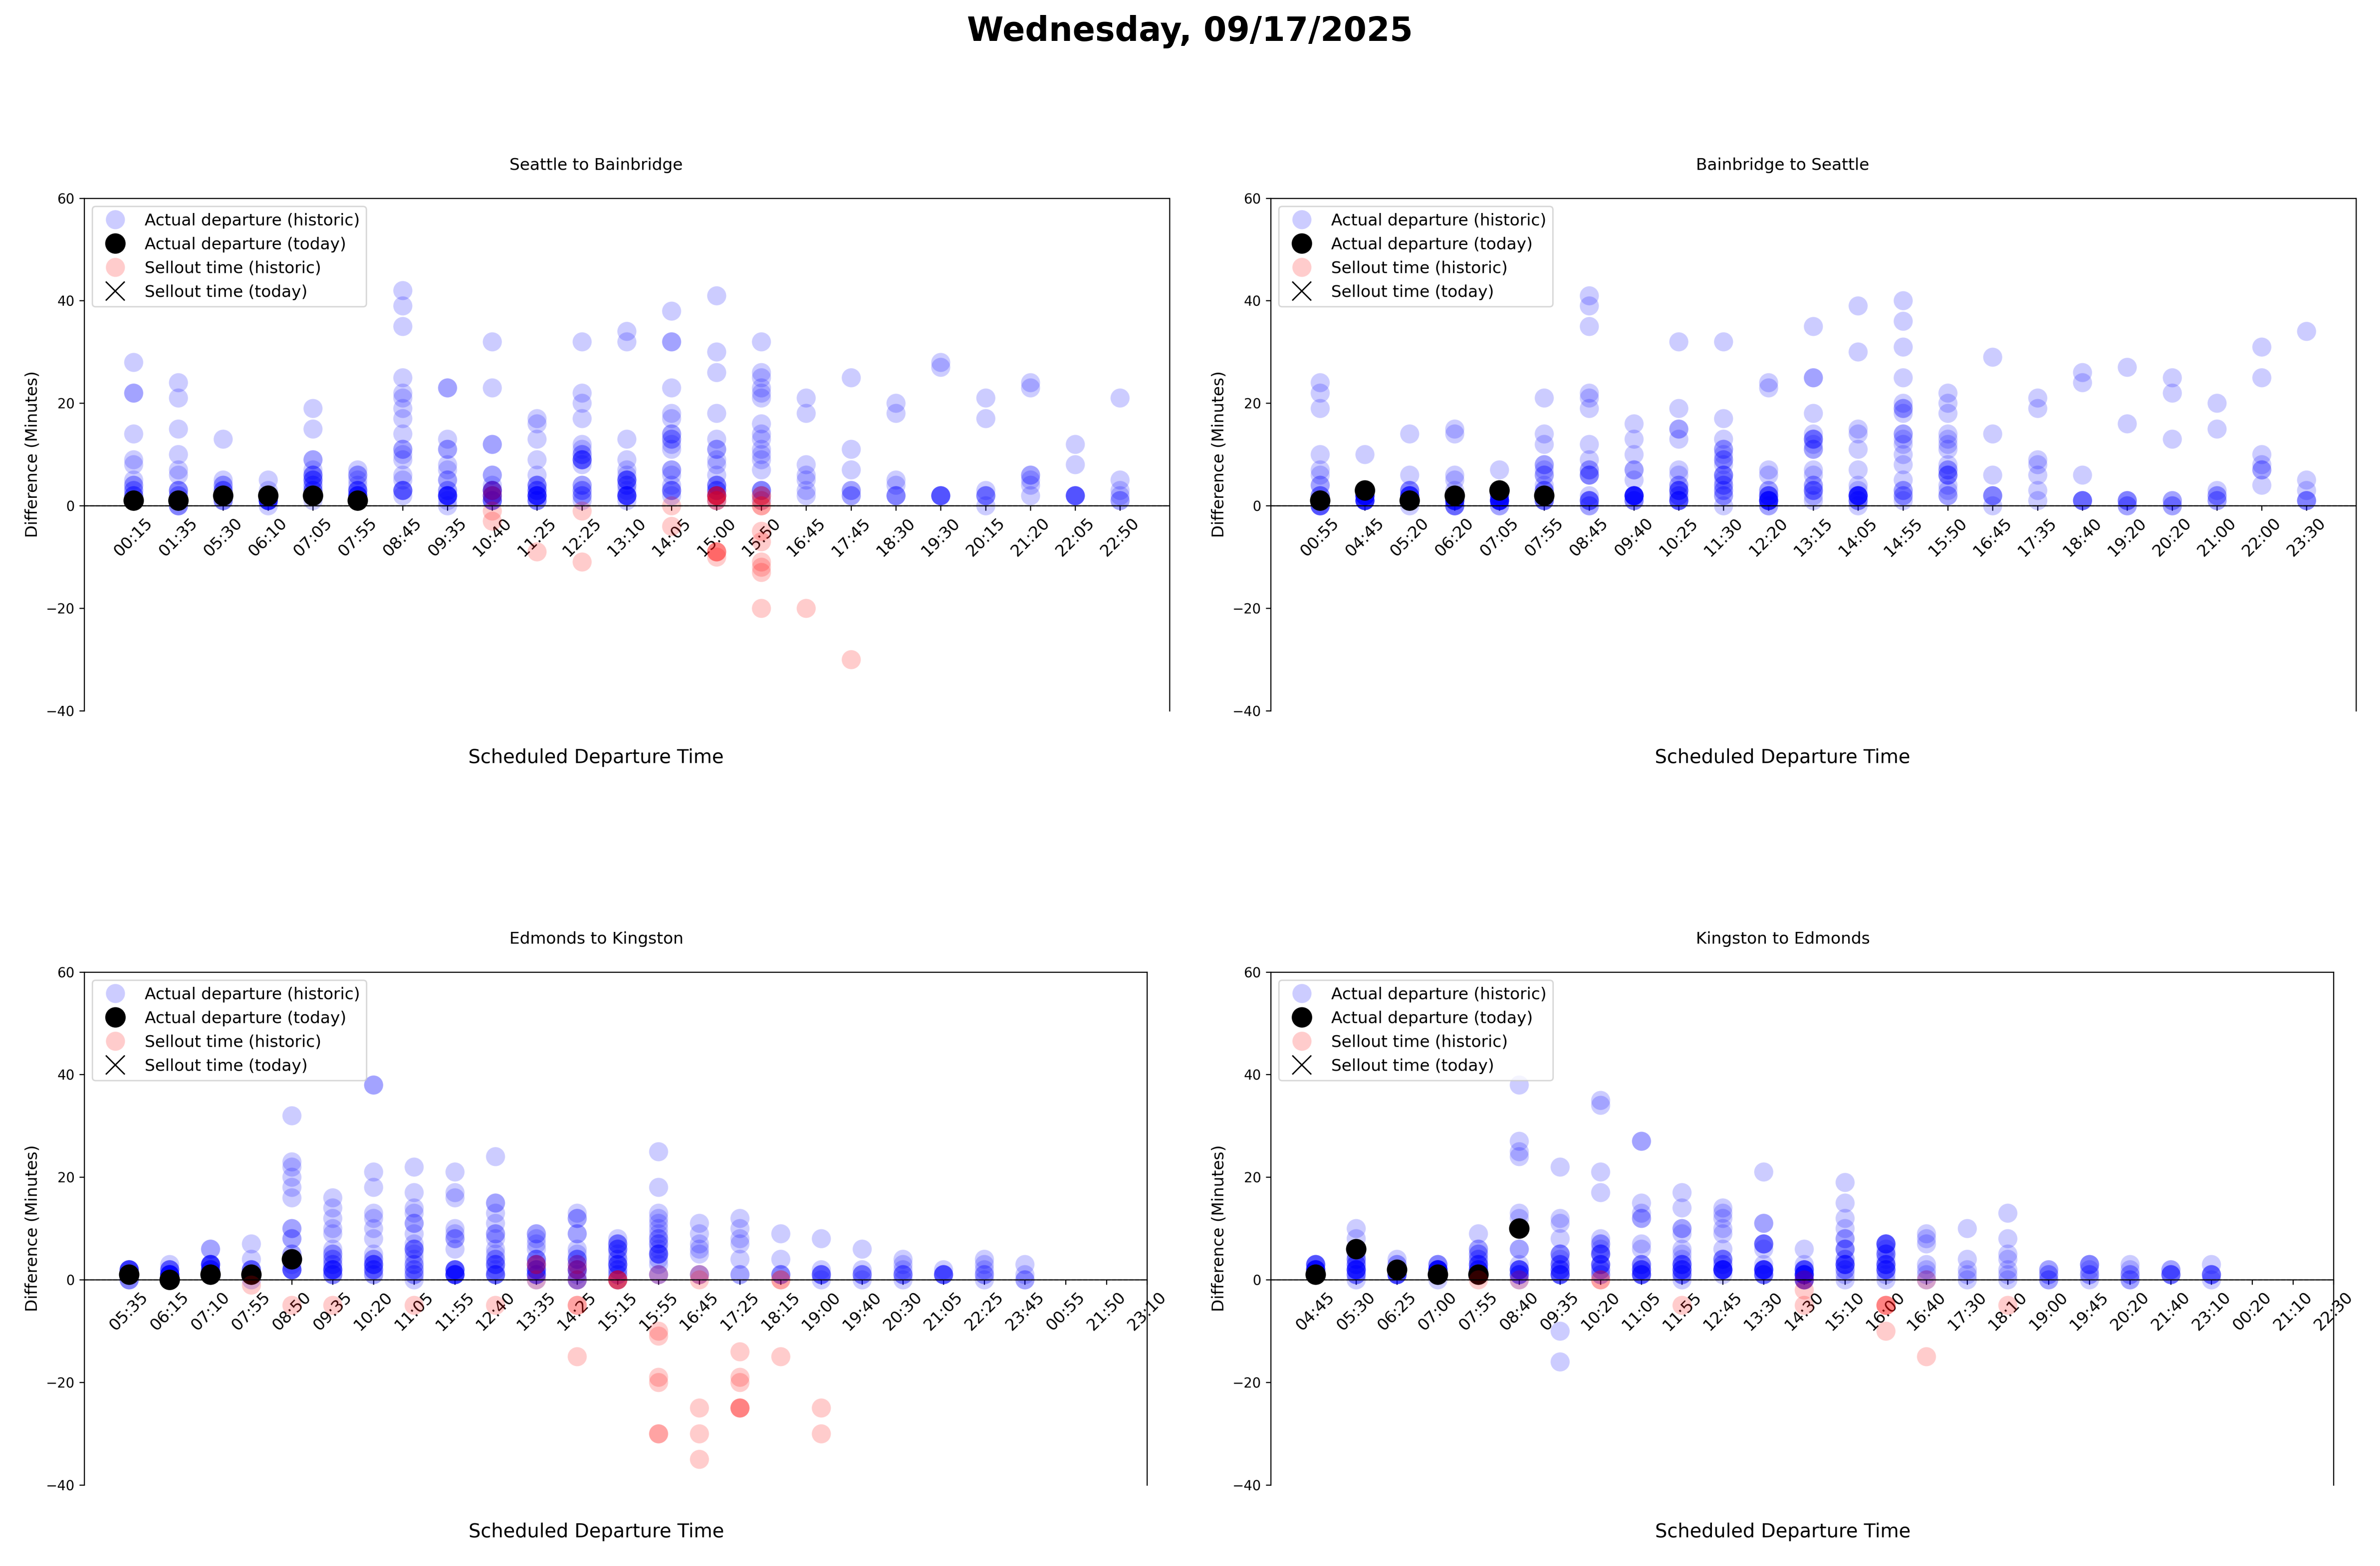 Wednesday, 09/17/2025
Seattle to Bainbridge
Difference (Minutes)
60
40
20
0
−20
−40
Actual departure (historic)
Actual departure (today)
Sellout time (historic)
Sellout time (today)
00:15 01:35 05:30 06:10 07:05 07:55 08:45 09:35 10:40 11:25 12:25 13:10 14:05 15:00 15:50 16:45 17:45 18:30 19:30 20:15 21:20 22:05 22:50
Scheduled Departure Time
Bainbridge to Seattle
Difference (Minutes)
60
40
20
0
−20
−40
Actual departure (historic)
Actual departure (today)
Sellout time (historic)
Sellout time (today)
00:55 04:45 05:20 06:20 07:05 07:55 08:45 09:40 10:25 11:30 12:20 13:15 14:05 14:55 15:50 16:45 17:35 18:40 19:20 20:20 21:00 22:00 23:30
Scheduled Departure Time
Edmonds to Kingston
Difference (Minutes)
60
40
20
0
−20
−40
Actual departure (historic)
Actual departure (today)
Sellout time (historic)
Sellout time (today)
05:35 06:15 07:10 07:55 08:50 09:35 10:20 11:05 11:55 12:40 13:35 14:25 15:15 15:55 16:45 17:25 18:15 19:00 19:40 20:30 21:05 22:25 23:45 00:55 21:50 23:10
Scheduled Departure Time
Kingston to Edmonds
Difference (Minutes)
60
40
20
0
−20
−40
Actual departure (historic)
Actual departure (today)
Sellout time (historic)
Sellout time (today)
04:45 05:30 06:25 07:00 07:55 08:40 09:35 10:20 11:05 11:55 12:45 13:30 14:30 15:10 16:00 16:40 17:30 18:10 19:00 19:45 20:20 21:40 23:10 00:20 21:10 22:30
Scheduled Departure Time